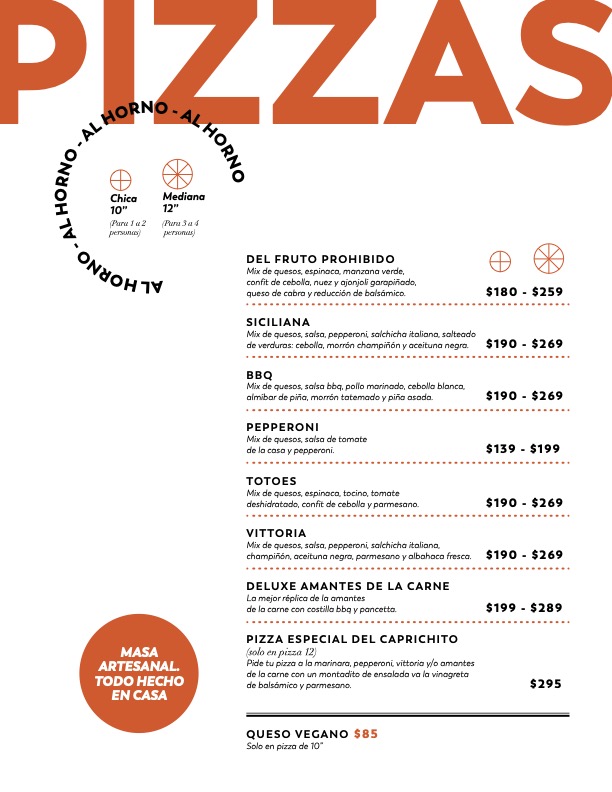 PIZZAS
AL HORNO - AL HORNO - AL HORNO - AL HORNO
Chica
10"
(Para 1 a 2
personas)
Mediana
12"
(Para 3 a 4
personas)
DEL FRUTO PROHIBIDO
Mix de quesos, espinaca, manzana verde,
confit de cebolla, nuez y ajonjolí garapiñado,
queso de cabra y reducción de balsámico.
$180 - $259
SICILIANA
Mix de quesos, salsa, pepperoni, salchicha italiana, salteado
de verduras: cebolla, morrón champiñón y aceituna negra.
$190 - $269
BBQ
Mix de quesos, salsa bbq, pollo marinado, cebolla blanca,
almibar de piña, morrón tatemado y piña asada.
$190 - $269
PEPPERONI
Mix de quesos, salsa de tomate
de la casa y pepperoni.
$139 - $199
TOTOES
Mix de quesos, espinaca, tocino, tomate
deshidratado, confit de cebolla y parmesano.
$190 - $269
VITTORIA
Mix de quesos, salsa, pepperoni, salchicha italiana,
champiñón, aceituna negra, parmesano y albahaca fresca.
$190 - $269
DELUXE AMANTES DE LA CARNE
La mejor réplica de la amantes
de la carne con costilla bbq y pancetta.
$199 - $289
PIZZA ESPECIAL DEL CAPRICHITO
(solo en pizza 12)
Pide tu pizza a la marinara, pepperoni, vittoria y/o amantes
de la carne con un montadito de ensalada va la vinagreta
de balsámico y parmesano.
$295
MASA
ARTESANAL.
TODO HECHO
EN CASA
QUESO VEGANO $85
Solo en pizza de 10"